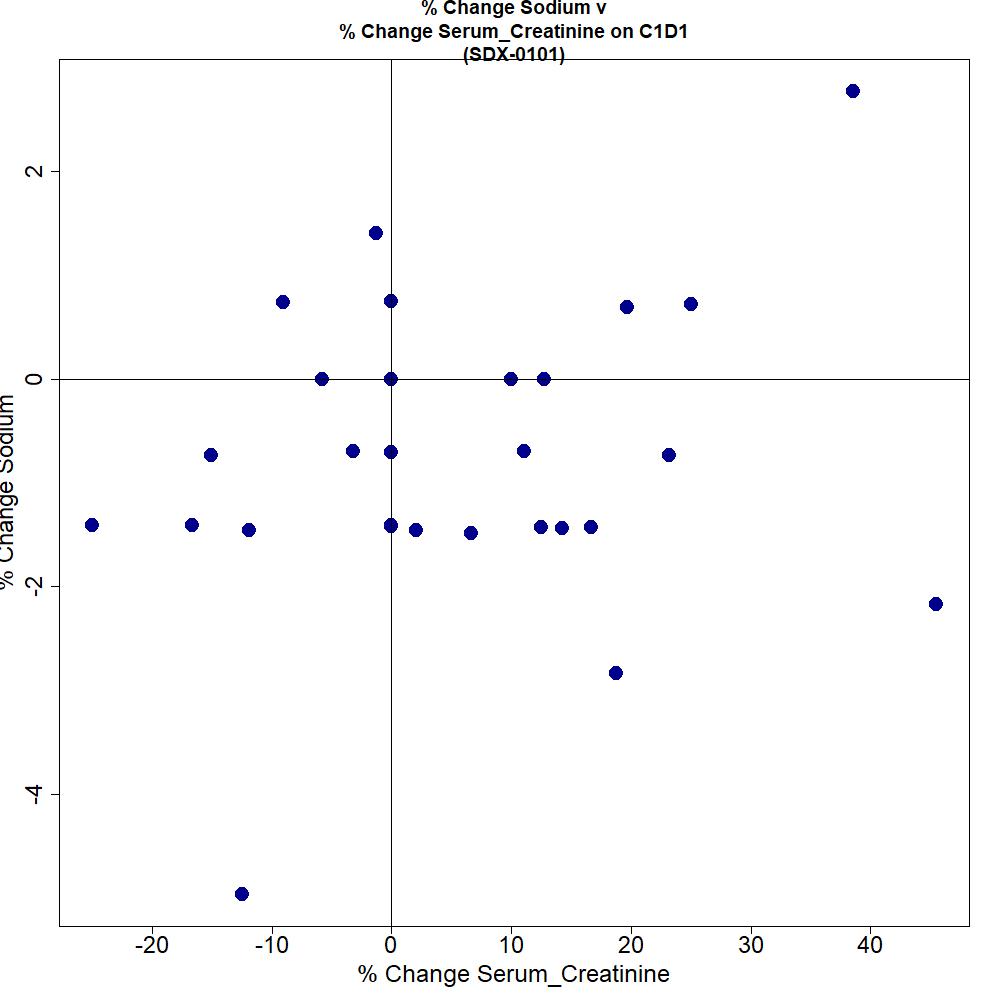 % Change Sodium v
% Change Serum_Creatinine on C1D1
(SDX-0101)
2
0
-2
-4
% Change Sodium
-20 -10 0 10 20 30 40
% Change Serum_Creatinine